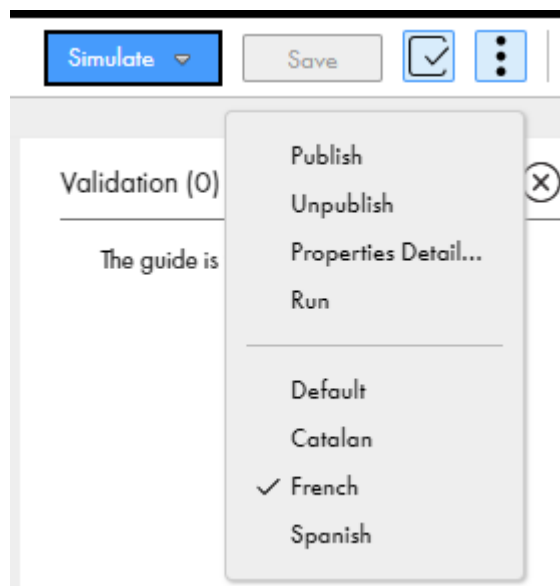 Simulate
Save
Validation (0)
The guide is
Publish
Unpublish
Properties Detail...
Run
Default
Catalan
French
Spanish